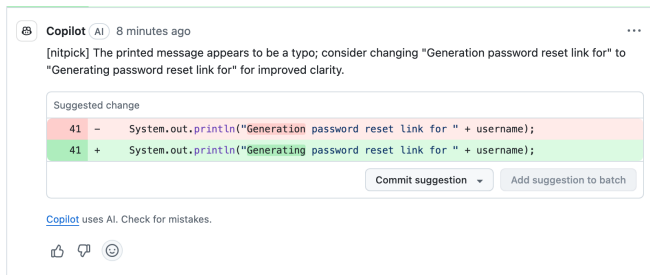 Copilot AI 8 minutes ago
[nitpick] The printed message appears to be a typo; consider changing "Generation password reset link for" to
"Generating password reset link for" for improved clarity.
Suggested change
41 - System.out.println("Generation password reset link for " + username);
41 + System.out.println("Generating password reset link for " + username);
Commit suggestion Add suggestion to batch
Copilot uses AI. Check for mistakes.